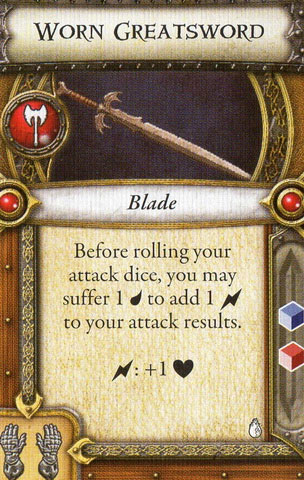 Worn Greatsword
Blade
Before rolling your
attack dice, you may
suffer 1 to add 1
to your attack results.
: +1